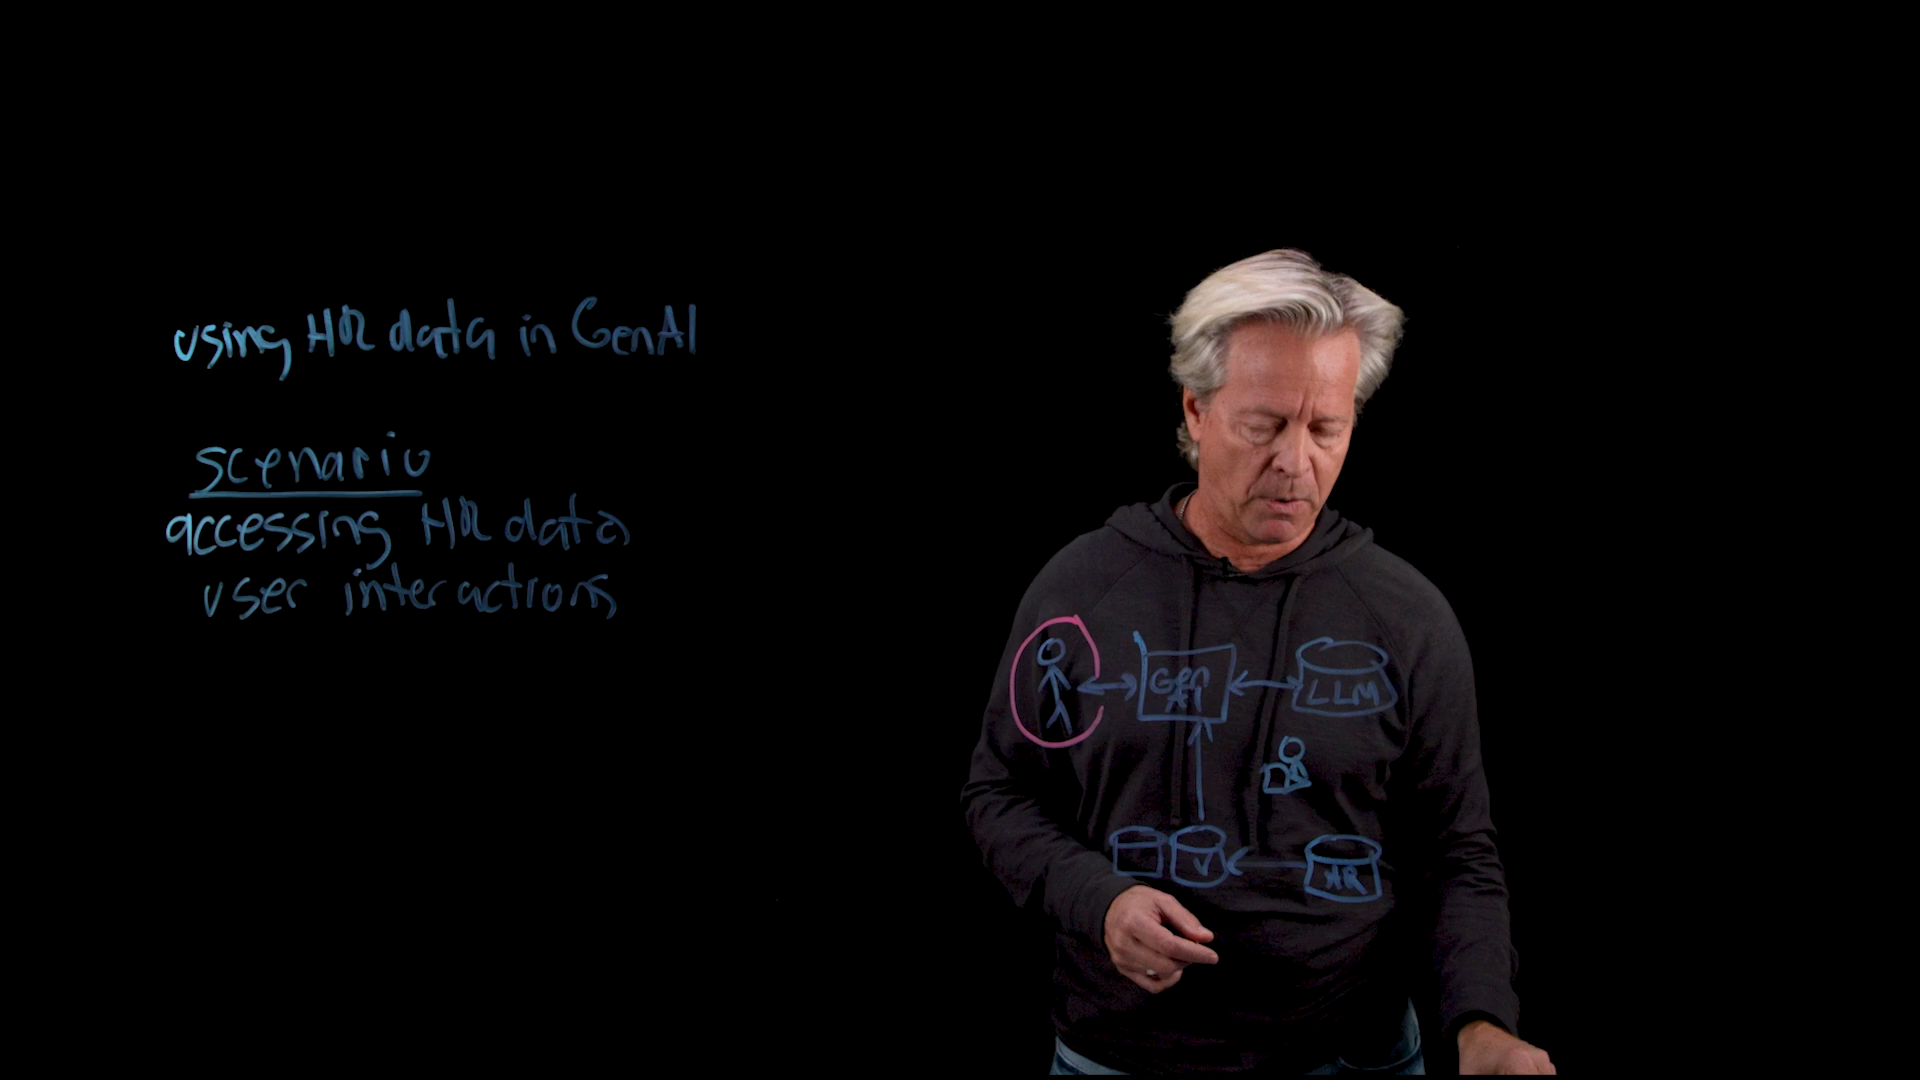 using HR data in GenAI
scenario
accessing HR data
user interactions
Gen
AI
LLM
V
HR